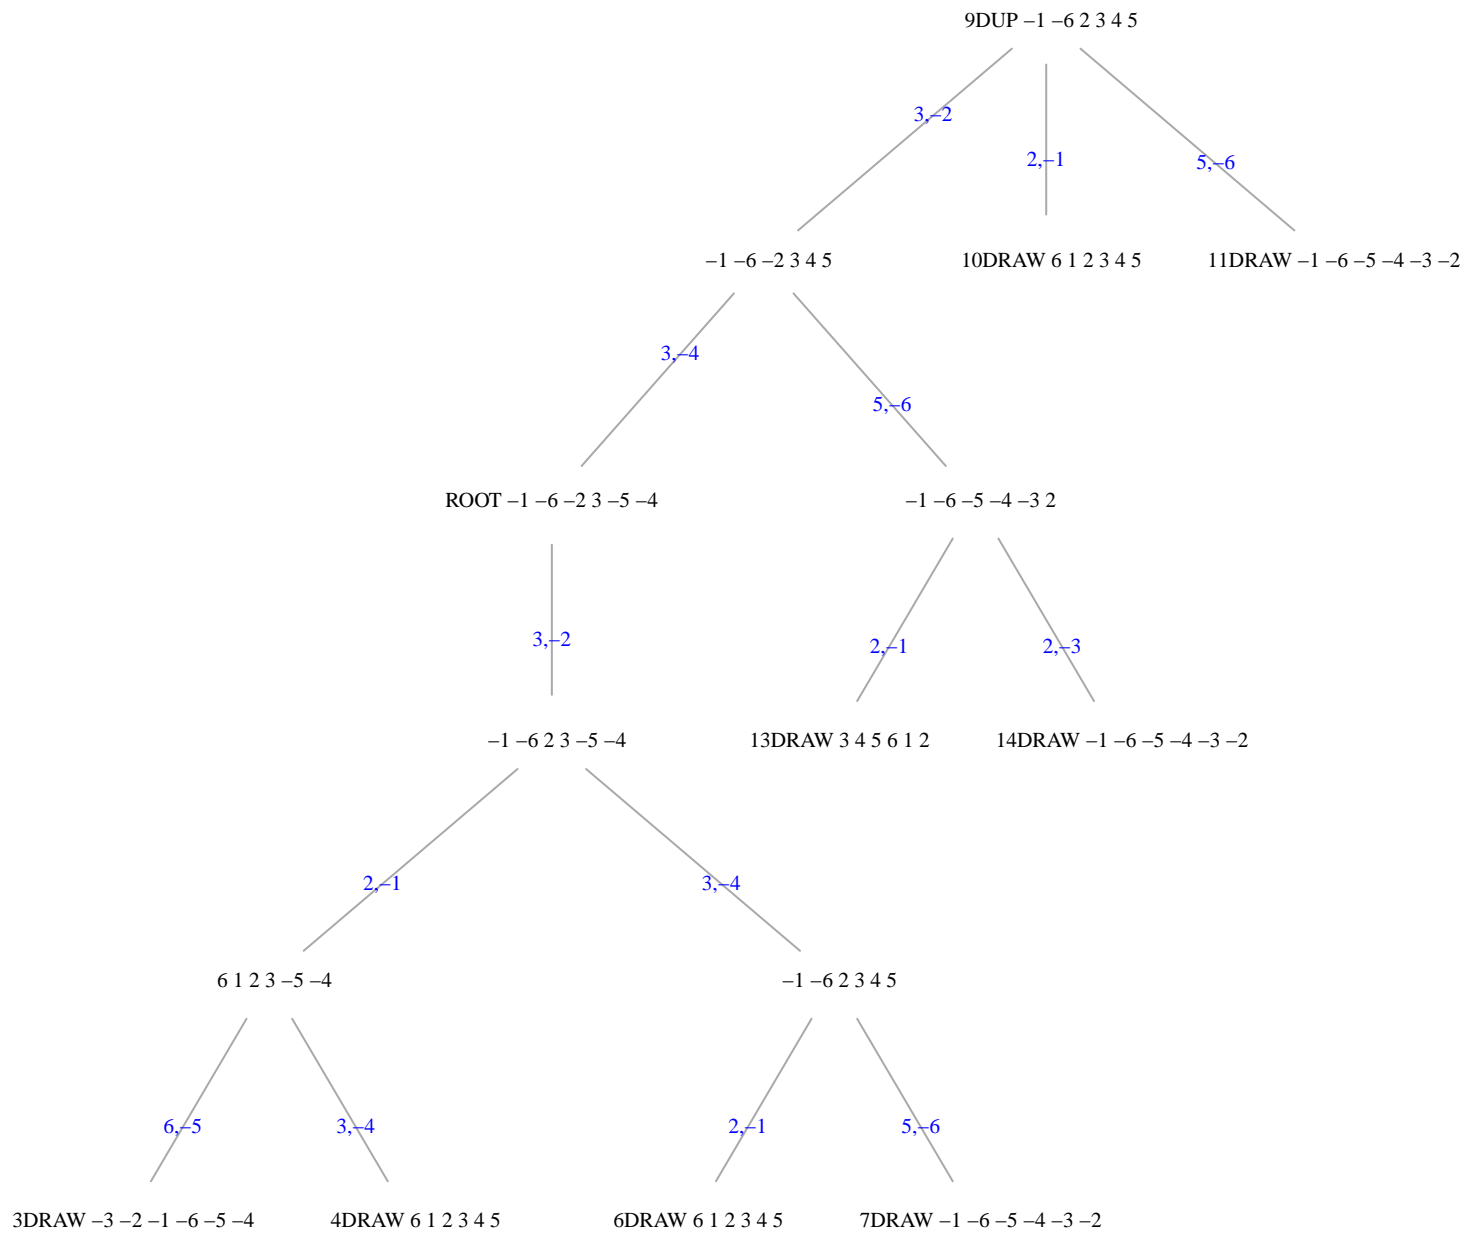 9DUP –1 –6 2 3 4 5
3,–2
2,–1
5,–6
–1 –6 –2 3 4 5
10DRAW 6 1 2 3 4 5
11DRAW –1 –6 –5 –4 –3 –2
3,–4
5,–6
ROOT –1 –6 –2 3 –5 –4
–1 –6 –5 –4 –3 2
3,–2
2,–1
2,–3
–1 –6 2 3 –5 –4
13DRAW 3 4 5 6 1 2
14DRAW –1 –6 –5 –4 –3 –2
2,–1
3,–4
6 1 2 3 –5 –4
–1 –6 2 3 4 5
6,–5
3,–4
2,–1
5,–6
3DRAW –3 –2 –1 –6 –5 –4
4DRAW 6 1 2 3 4 5
6DRAW 6 1 2 3 4 5
7DRAW –1 –6 –5 –4 –3 –2